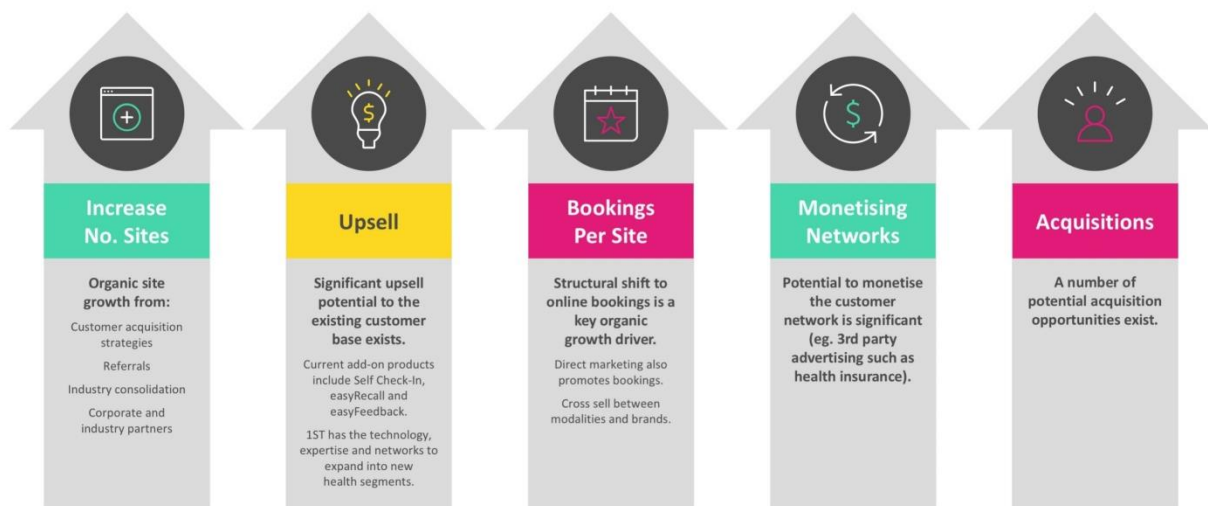 Increase
No. Sites
Organic site
growth from:
Customer acquisition
strategies
Referrals
Industry consolidation
Corporate and
industry partners
$
Upsell
Significant upsell
potential to the
existing customer
base exists.
Current add-on products
include Self Check-In,
easyRecall and
easyFeedback.
1ST has the technology,
expertise and networks to
expand into new
health segments.
Bookings
Per Site
Structural shift to
online bookings is a
key organic
growth driver.
Direct marketing also
promotes bookings.
Cross sell between
modalities and brands.
$
Monetising
Networks
Potential to monetise
the customer
network is significant
(eg. 3rd party
advertising such as
health insurance).
Acquisitions
A number of
potential acquisition
opportunities exist.